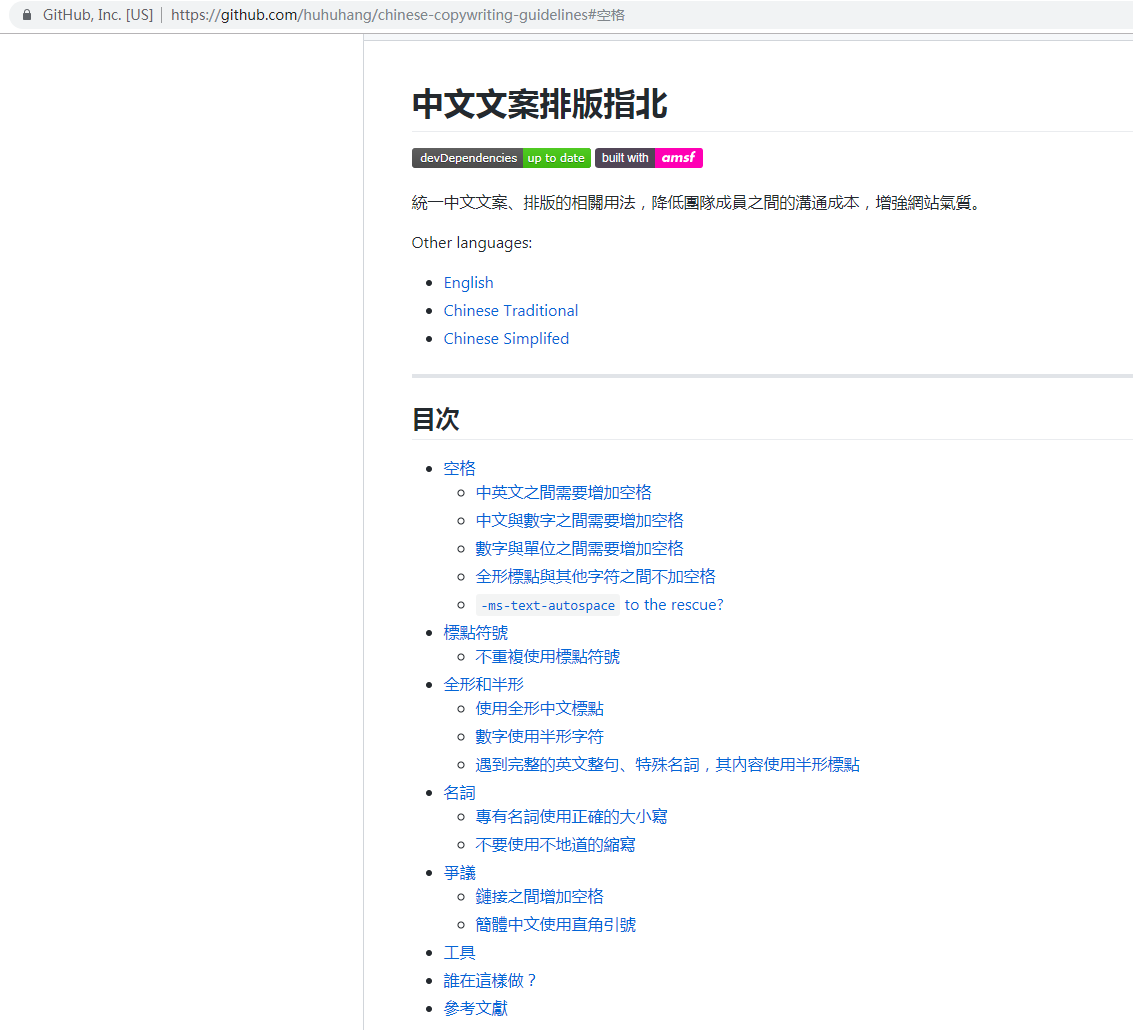 GitHub, Inc. [US] | https://github.com/huhuhang/chinese-copywriting-guidelines#空格
中文文案排版指北
devDependencies up to date built with amsf
統一中文文案、排版的相關用法，降低團隊成員之間的溝通成本，增強網站氣質。
Other languages:
English
Chinese Traditional
Chinese Simplifed
目次
空格
中英文之間需要增加空格
中文與數字之間需要增加空格
數字與單位之間需要增加空格
全形標點與其他字符之間不加空格
-ms-text-autospace to the rescue?
標點符號
不重複使用標點符號
全形和半形
使用全形中文標點
數字使用半形字符
遇到完整的英文整句、特殊名詞，其內容使用半形標點
名詞
專有名詞使用正確的大小寫
不要使用不地道的縮寫
爭議
鏈接之間增加空格
簡體中文使用直角引號
工具
誰在這樣做？
參考文獻